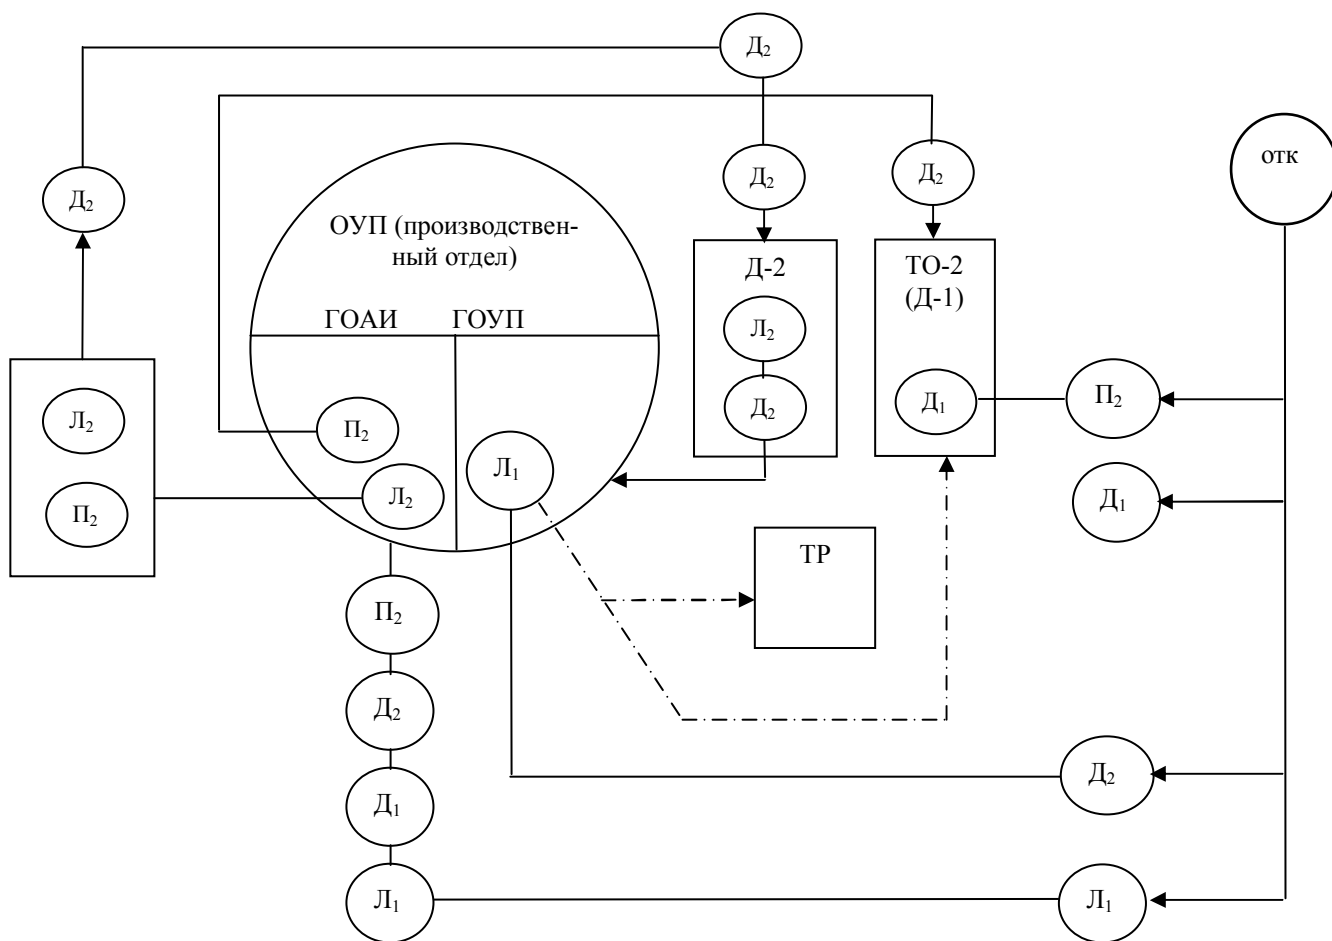 Д₂
Д₂
Д₂
Д₂
отк
ОУП (производствен-
ный отдел)
ГОАИ
ГОУП
Д-2
Л₂
Д₂
ТО-2
(Д-1)
Д₁
П₂
Д₁
Л₂
П₂
П₂
Л₂
Л₁
ТР
П₂
Д₂
Д₁
Л₁
Д₂
Л₁